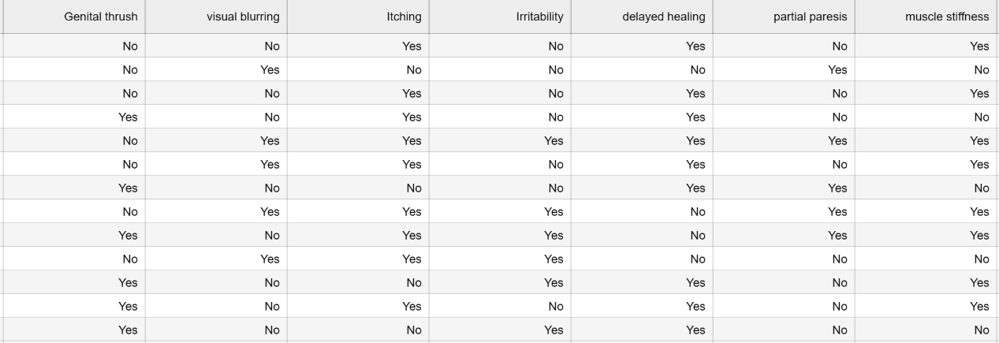 Genital thrush visual blurring Itching Irritability delayed healing partial paresis muscle stiffness
No No Yes No Yes No Yes
No Yes No No No Yes No
No No Yes No Yes No Yes
Yes No Yes No Yes No No
No Yes Yes Yes Yes Yes Yes
No Yes Yes No Yes No Yes
Yes No No No Yes Yes No
No Yes Yes Yes No Yes Yes
Yes No Yes Yes No Yes Yes
No Yes Yes Yes No No No
Yes No No Yes Yes No Yes
Yes No Yes No Yes No Yes
Yes No No Yes Yes No No